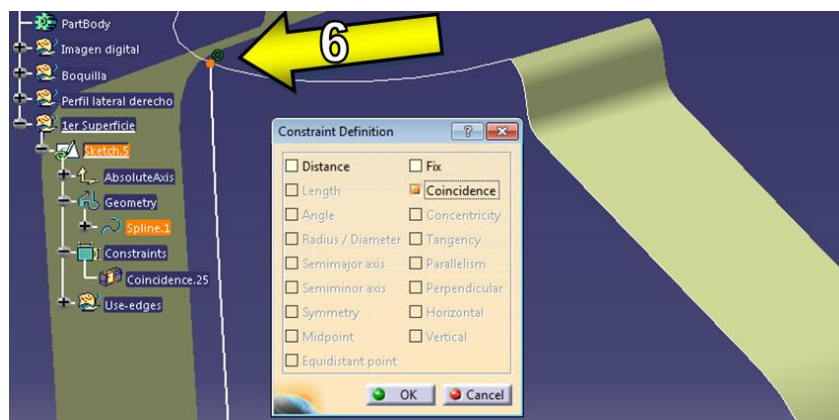 PartBody
6
Imagen digital
Boquilla
Perfil lateral derecho
1er Superficie
Sketch.5
AbsoluteAxis
Geometry
Spline.1
Constraints
Coincidence.25
Use-edges
Constraint Definition
Distance
Fix
Length
Coincidence
Angle
Concentricity
Radius / Diameter
Tangency
Semimajor axis
Parallelism
Semiminor axis
Perpendicular
Symmetry
Horizontal
Midpoint
Vertical
Equidistant point
OK
Cancel